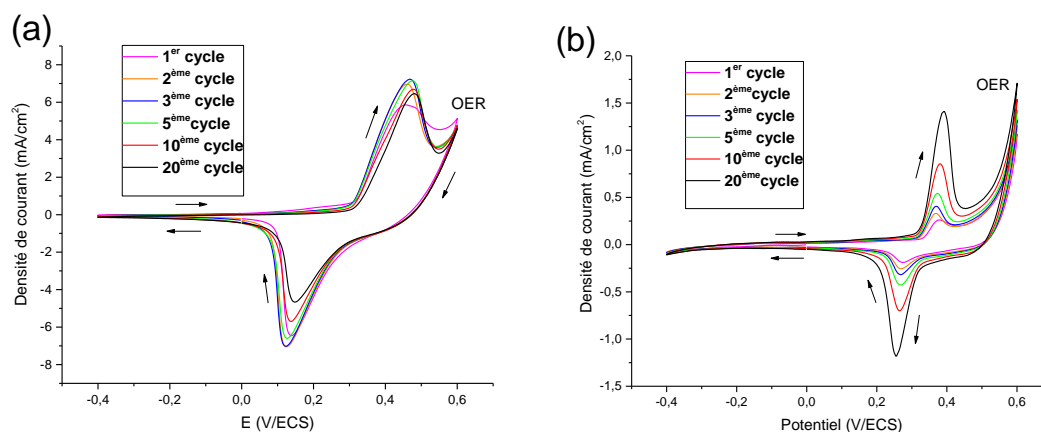 (a)
8
6
4
2
0
-2
-4
-6
-8
Densité de courant (mA/cm²)
1er cycle
2ème cycle
3ème cycle
5ème cycle
10ème cycle
20ème cycle
OER
-0,4
-0,2
0,0
0,2
0,4
0,6
E (V/ECS)
(b)
2,0
1,5
1,0
0,5
0,0
-0,5
-1,0
-1,5
Densité de courant (mA/cm²)
1er cycle
2ème cycle
3ème cycle
5ème cycle
10ème cycle
20ème cycle
OER
-0,4
-0,2
0,0
0,2
0,4
0,6
Potentiel (V/ECS)